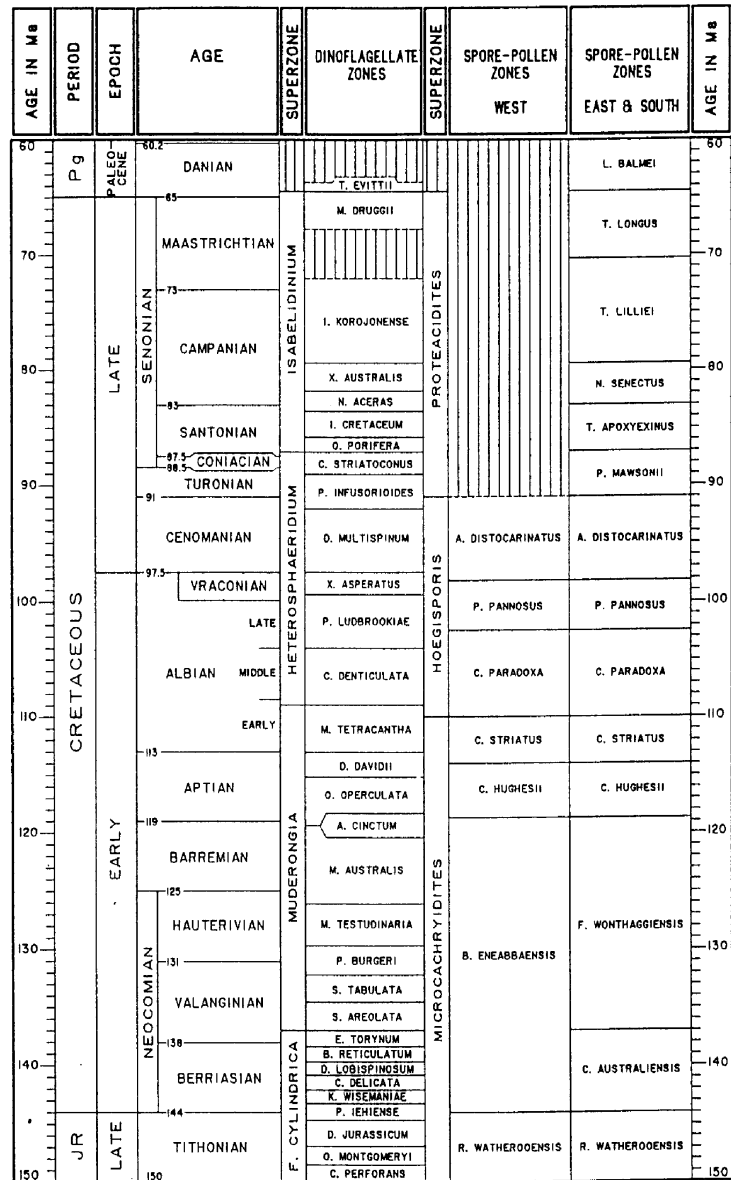 AGE IN Ma
PERIOD
EPOCH
AGE
SUPERZONE
DINOFLAGELLATE
ZONES
SUPERZONE
SPORE-POLLEN
ZONES
WEST
SPORE-POLLEN
ZONES
EAST & SOUTH
AGE IN Ma
60
70
80
90
100
110
120
130
140
150
Pg
CRETACEOUS
JR
PALEO-
CENE
LATE
EARLY
LATE
SENONIAN
NEOCOMIAN
60.2
DANIAN
65
MAASTRICHTIAN
73
CAMPANIAN
83
SANTONIAN
87.5
CONIACIAN
88.5
TURONIAN
91
CENOMANIAN
97.5
VRACONIAN
LATE
ALBIAN
MIDDLE
EARLY
113
APTIAN
119
BARREMIAN
125
HAUTERIVIAN
131
VALANGINIAN
138
BERRIASIAN
144
TITHONIAN
150
ISABELIDINIUM
HETEROSPHAERIDIUM
MUDERONGIA
F. CYLINDRICA
T. EVITTII
M. DRUGGII
I. KOROJONENSE
X. AUSTRALIS
N. ACERAS
I. CRETACEUM
O. PORIFERA
C. STRIATOCONUS
P. INFUSORIOIDES
D. MULTISPINUM
X. ASPERATUS
P. LUDBROOKIAE
C. DENTICULATA
M. TETRACANTHA
D. DAVIDII
O. OPERCULATA
A. CINCTUM
M. AUSTRALIS
M. TESTUDINARIA
P. BURGERI
S. TABULATA
S. AREOLATA
E. TORYNUM
B. RETICULATUM
D. LOBISPINOSUM
C. DELICATA
K. WISEMANIAE
P. IEHIENSE
D. JURASSICUM
O. MONTGOMERYI
C. PERFORANS
PROTEACIDITES
HOEGISPORIS
MICROCACHRYIDITES
A. DISTOCARINATUS
P. PANNOSUS
C. PARADOXA
C. STRIATUS
C. HUGHESII
B. ENEABBAENSIS
R. WATHEROOENSIS
L. BALMEI
T. LONGUS
T. LILLIEI
N. SENECTUS
T. APOXYEXINUS
P. MAWSONII
A. DISTOCARINATUS
P. PANNOSUS
C. PARADOXA
C. STRIATUS
C. HUGHESII
F. WONTHAGGIENSIS
C. AUSTRALIENSIS
R. WATHEROOENSIS
60
70
80
90
100
110
120
130
140
150